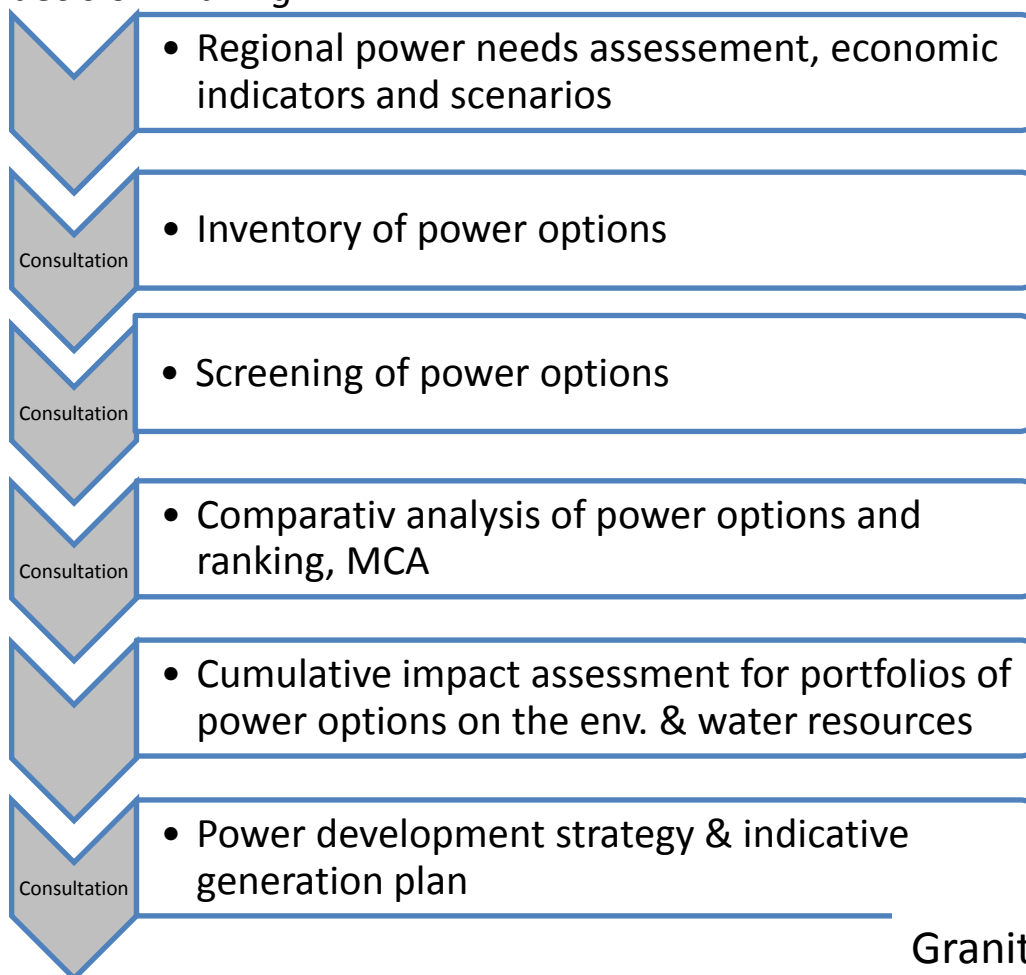 • Regional power needs assessement, economic
indicators and scenarios
Consultation
• Inventory of power options
Consultation
• Screening of power options
Consultation
• Comparativ analysis of power options and
ranking, MCA
• Cumulative impact assessment for portfolios of
power options on the env. & water resources
Consultation
• Power development strategy & indicative
generation plan
Granit